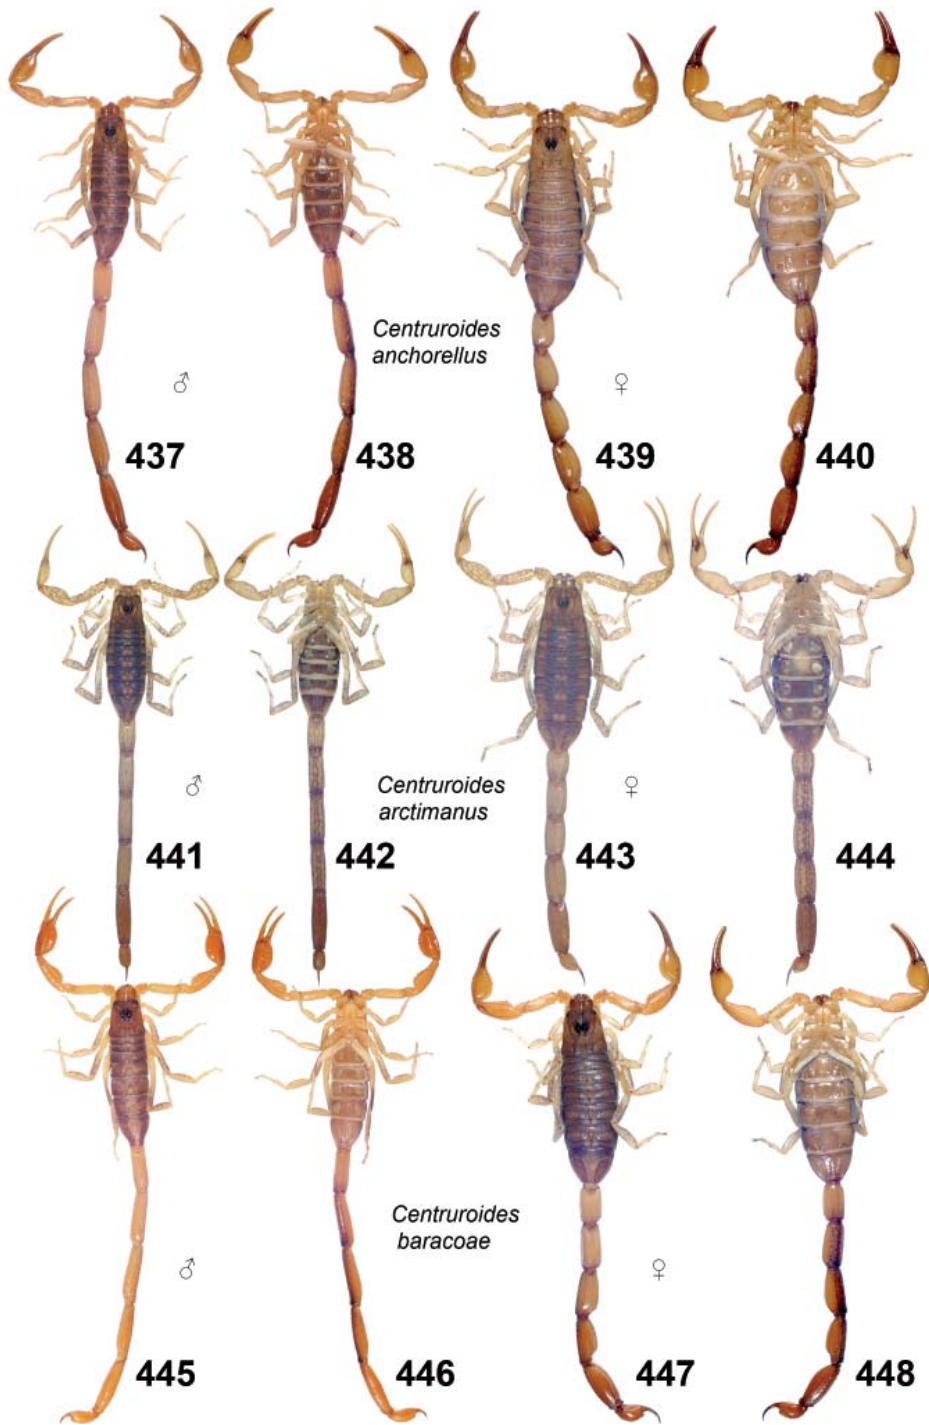 Centruroides
anchorellus
♂ ♀
437 438 439 440
Centruroides
arctimanus
♂ ♀
441 442 443 444
Centruroides
baracoae
♂ ♀
445 446 447 448